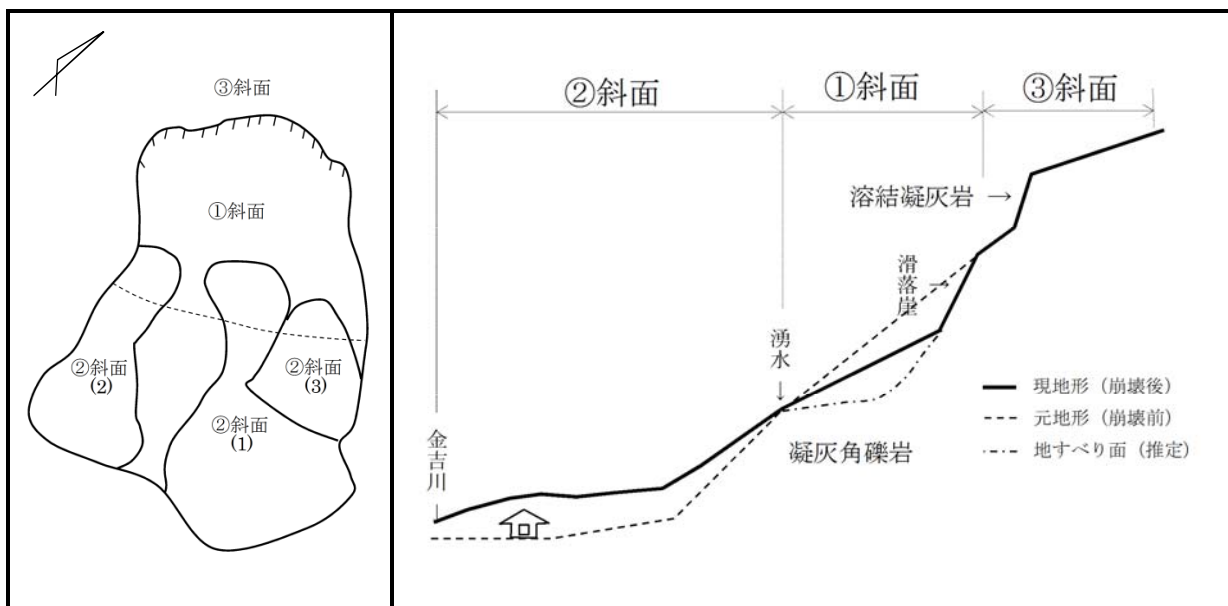 ③斜面
①斜面
②斜面
(2)
②斜面
(3)
②斜面
(1)
②斜面
①斜面
③斜面
溶結凝灰岩 →
滑落崖
→
湧水
↓
金吉川
↓
凝灰角礫岩
現地形（崩壊後）
元地形（崩壊前）
地すべり面（推定）